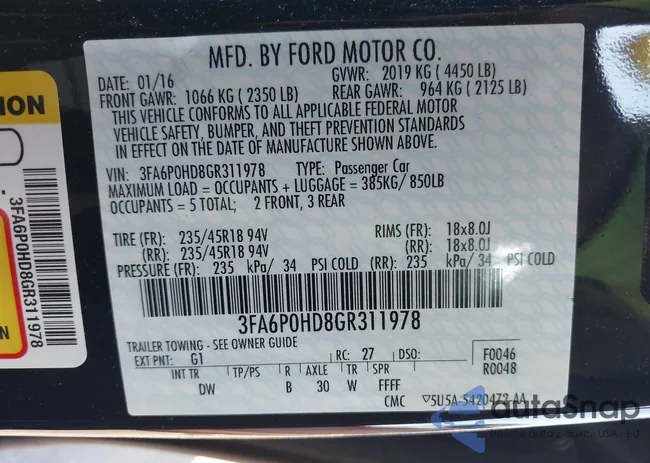 MFD. BY FORD MOTOR CO.
DATE: 01/16 GVWR: 2019 KG ( 4450 LB)
FRONT GAWR: 1066 KG ( 2350 LB) REAR GAWR: 964 KG ( 2125 LB)
THIS VEHICLE CONFORMS TO ALL APPLICABLE FEDERAL MOTOR
VEHICLE SAFETY, BUMPER, AND THEFT PREVENTION STANDARDS
IN EFFECT ON THE DATE OF MANUFACTURE SHOWN ABOVE.
VIN: 3FA6P0HD8GR311978 TYPE: Passenger Car
MAXIMUM LOAD = OCCUPANTS + LUGGAGE = 385KG/ 850LB
OCCUPANTS = 5 TOTAL; 2 FRONT, 3 REAR
TIRE (FR): 235/45R18 94V RIMS (FR): 18x8.0J
(RR): 235/45R18 94V (RR): 18x8.0J
PRESSURE (FR): 235 kPa/ 34 PSI COLD (RR): 235 kPa/ 34 PSI COLD
3FA6P0HD8GR311978
TRAILER TOWING - SEE OWNER GUIDE
EXT PNT: G1 RC: 27 DSO: F0046
R0048
INT TR TP/PS R AXLE TR SPR
DW B 30 W FFFF
CMC ▽5U5A-5420472-AA
ION
3FA6P0HD8GR311978
autoSnap